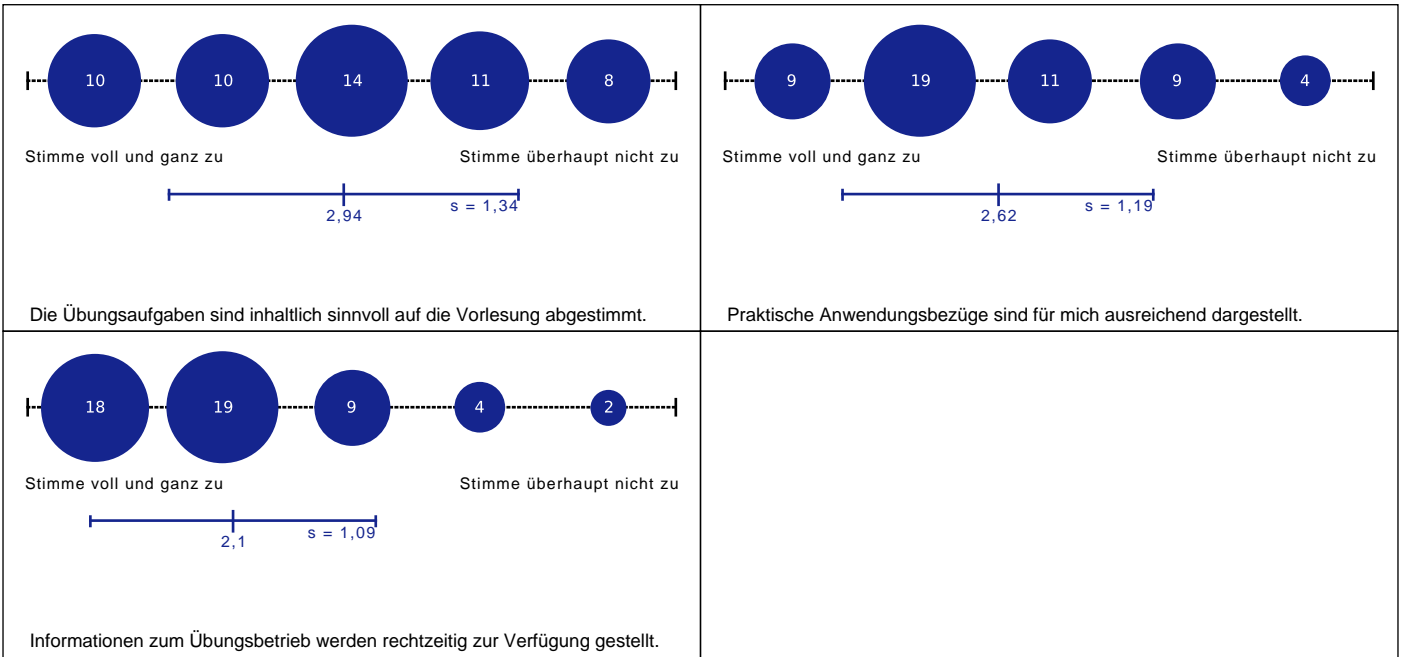 10 10 14 11 8
Stimme voll und ganz zu Stimme überhaupt nicht zu
s = 1,34
2,94
Die Übungsaufgaben sind inhaltlich sinnvoll auf die Vorlesung abgestimmt.
9 19 11 9 4
Stimme voll und ganz zu Stimme überhaupt nicht zu
s = 1,19
2,62
Praktische Anwendungsbezüge sind für mich ausreichend dargestellt.
18 19 9 4 2
Stimme voll und ganz zu Stimme überhaupt nicht zu
s = 1,09
2,1
Informationen zum Übungsbetrieb werden rechtzeitig zur Verfügung gestellt.